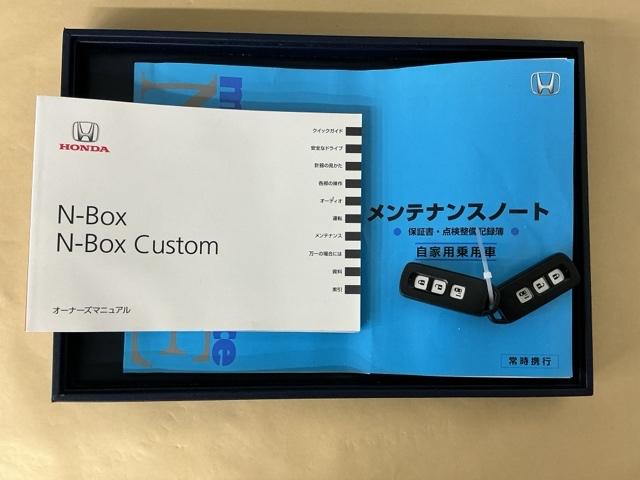 HONDA
N-Box
N-Box Custom
オーナーズマニュアル
クイックガイド
安全なドライブ
計器の見かた
各部の操作
オーディオ
運転
メンテナンス
万一の場合には
資料
索引
メンテナンスノート
● 保証書・点検整備記録簿 ●
自家用乗用車
常時携行